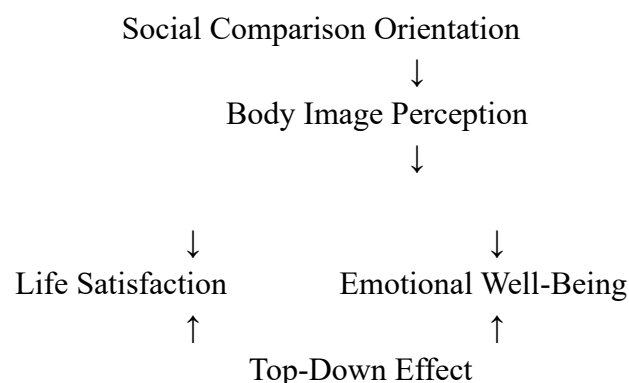 Social Comparison Orientation
↓
Body Image Perception
↓
↓ ↓
Life Satisfaction Emotional Well-Being
↑ ↑
Top-Down Effect